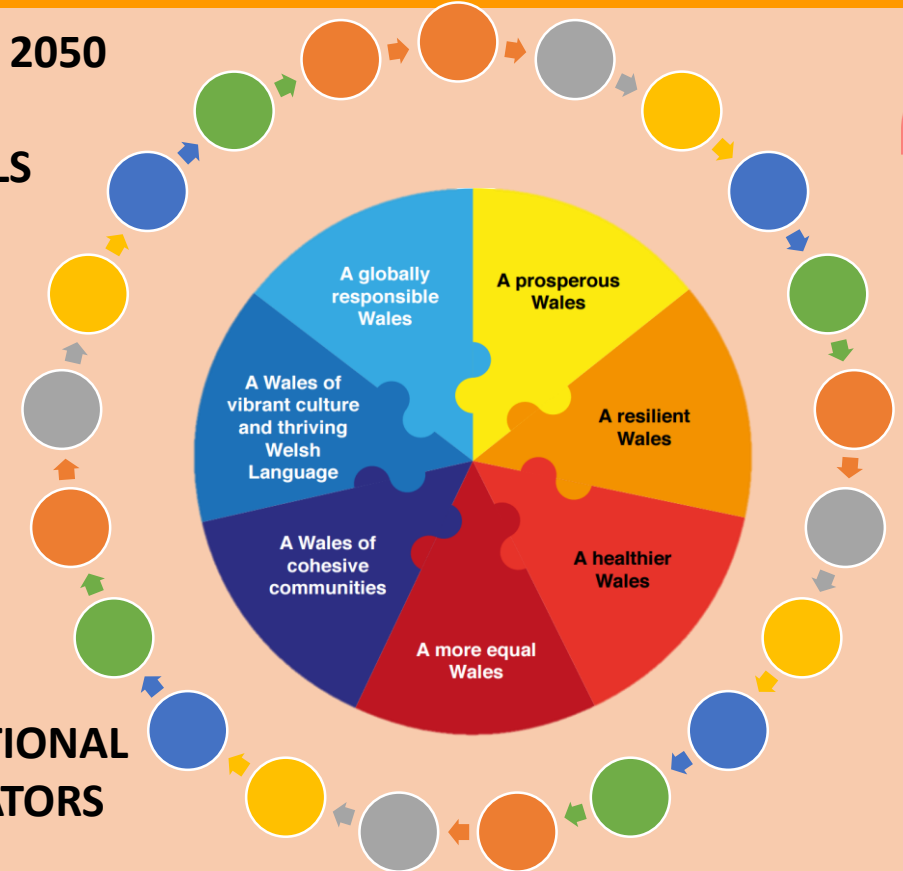 2050
LS
A globally
responsible
Wales
A prosperous
Wales
A Wales of
vibrant culture
and thriving
Welsh
Language
A resilient
Wales
A Wales of
cohesive
communities
A healthier
Wales
A more equal
Wales
TIONAL
ATORS